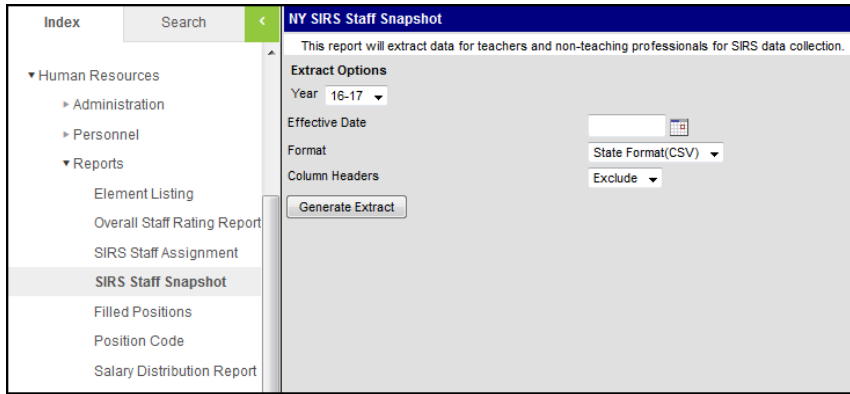 Index
Search
Human Resources
Administration
Personnel
Reports
Element Listing
Overall Staff Rating Report
SIRS Staff Assignment
SIRS Staff Snapshot
Filled Positions
Position Code
Salary Distribution Report
NY SIRS Staff Snapshot
This report will extract data for teachers and non-teaching professionals for SIRS data collection.
Extract Options
Year 16-17
Effective Date
Format State Format(CSV)
Column Headers Exclude
Generate Extract